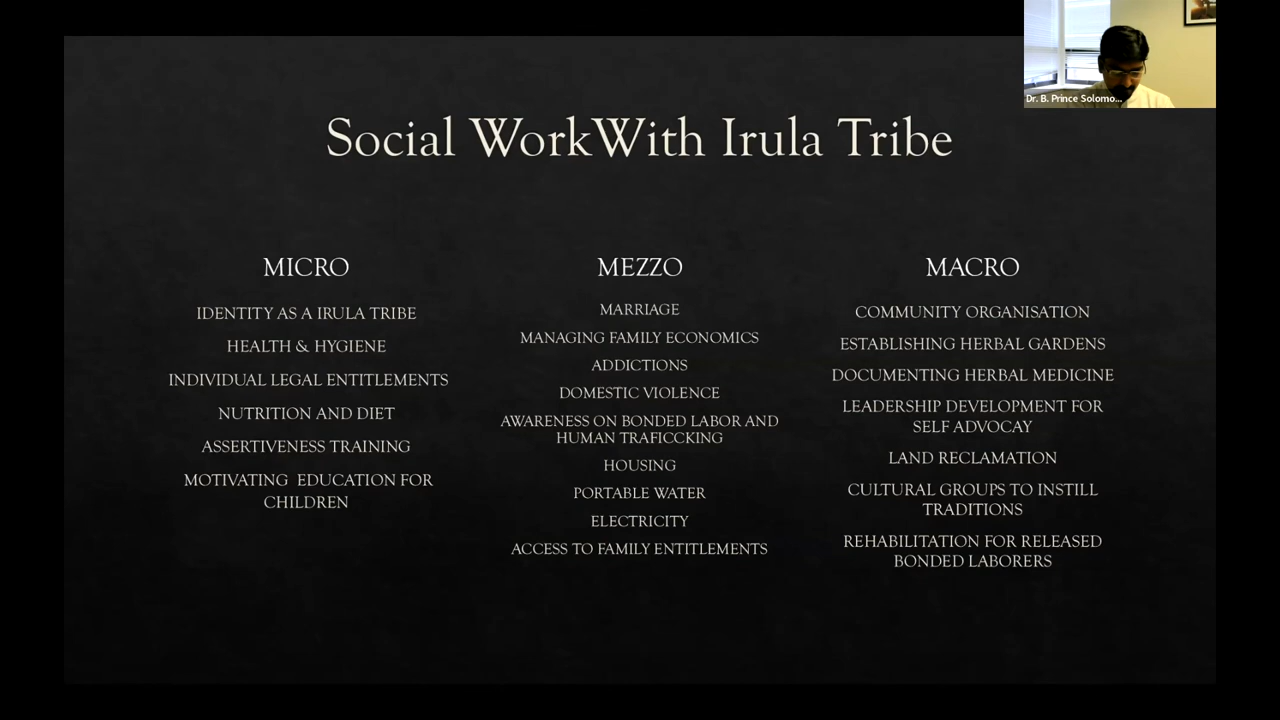 Dr. B. Prince Solomo...
Social WorkWith Irula Tribe
MICRO
IDENTITY AS A IRULA TRIBE
HEALTH & HYGIENE
INDIVIDUAL LEGAL ENTITLEMENTS
NUTRITION AND DIET
ASSERTIVENESS TRAINING
MOTIVATING  EDUCATION FOR
CHILDREN
MEZZO
MARRIAGE
MANAGING FAMILY ECONOMICS
ADDICTIONS
DOMESTIC VIOLENCE
AWARENESS ON BONDED LABOR AND
HUMAN TRAFICCKING
HOUSING
PORTABLE WATER
ELECTRICITY
ACCESS TO FAMILY ENTITLEMENTS
MACRO
COMMUNITY ORGANISATION
ESTABLISHING HERBAL GARDENS
DOCUMENTING HERBAL MEDICINE
LEADERSHIP DEVELOPMENT FOR
SELF ADVOCAY
LAND RECLAMATION
CULTURAL GROUPS TO INSTILL
TRADITIONS
REHABILITATION FOR RELEASED
BONDED LABORERS